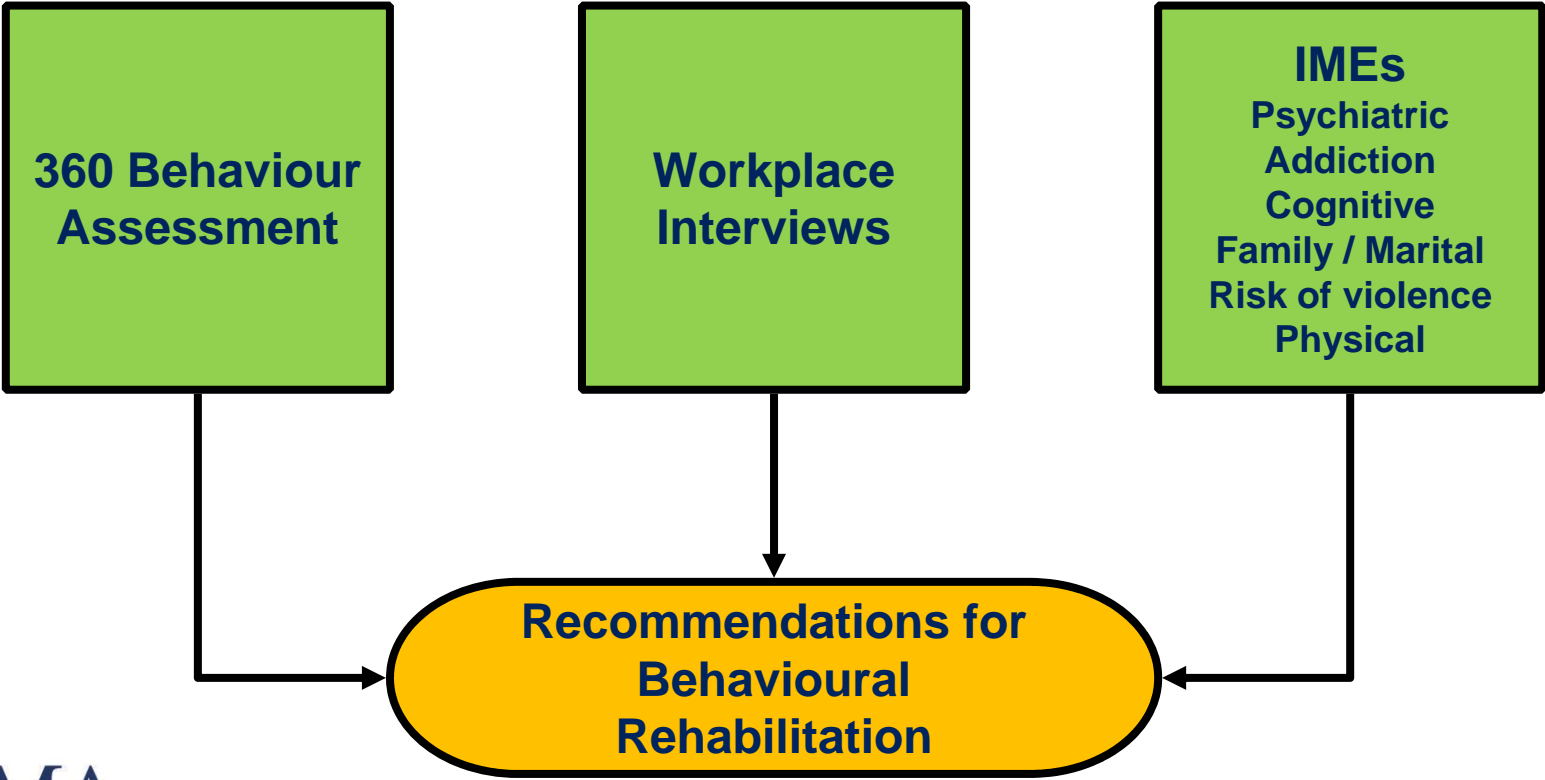 360 Behaviour
Assessment
Workplace
Interviews
IMEs
Psychiatric
Addiction
Cognitive
Family / Marital
Risk of violence
Physical
Recommendations for
Behavioural
Rehabilitation